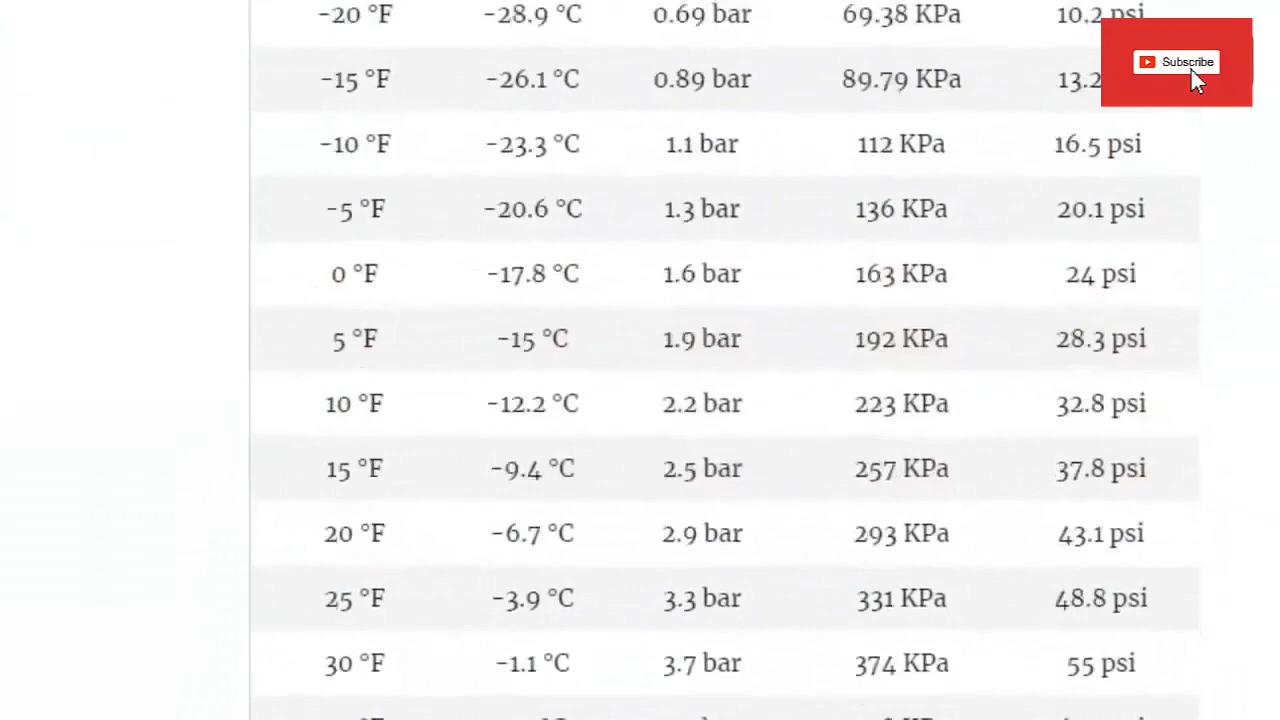 -20 °F -28.9 °C 0.69 bar 69.38 KPa 10.2 psi
Subscribe
-15 °F -26.1 °C 0.89 bar 89.79 KPa 13.2
-10 °F -23.3 °C 1.1 bar 112 KPa 16.5 psi
-5 °F -20.6 °C 1.3 bar 136 KPa 20.1 psi
0 °F -17.8 °C 1.6 bar 163 KPa 24 psi
5 °F -15 °C 1.9 bar 192 KPa 28.3 psi
10 °F -12.2 °C 2.2 bar 223 KPa 32.8 psi
15 °F -9.4 °C 2.5 bar 257 KPa 37.8 psi
20 °F -6.7 °C 2.9 bar 293 KPa 43.1 psi
25 °F -3.9 °C 3.3 bar 331 KPa 48.8 psi
30 °F -1.1 °C 3.7 bar 374 KPa 55 psi